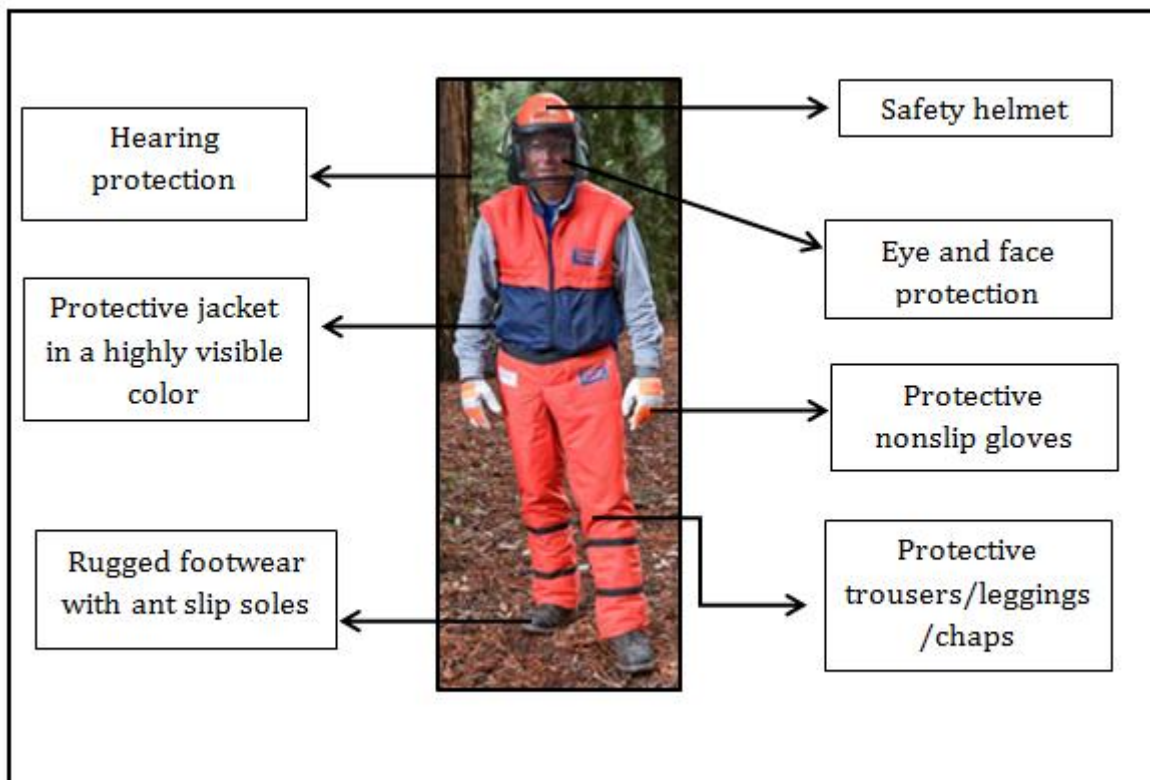 Hearing
protection
Protective jacket
in a highly visible
color
Rugged footwear
with ant slip soles
Safety helmet
Eye and face
protection
Protective
nonslip gloves
Protective
trousers/leggings
/chaps